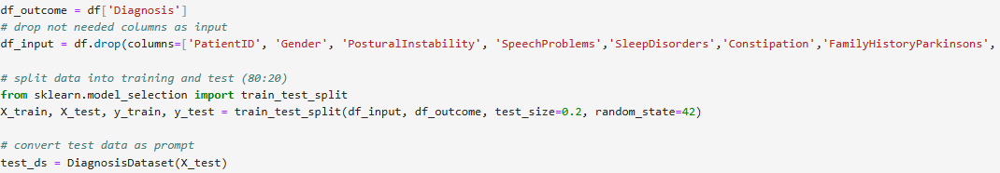 df_outcome = df['Diagnosis']
# drop not needed columns as input
df_input = df.drop(columns=['PatientID', 'Gender', 'PosturalInstability', 'SpeechProblems','SleepDisorders','Constipation','FamilyHistoryParkinsons',
# split data into training and test (80:20)
from sklearn.model_selection import train_test_split
X_train, X_test, y_train, y_test = train_test_split(df_input, df_outcome, test_size=0.2, random_state=42)
# convert test data as prompt
test_ds = DiagnosisDataset(X_test)